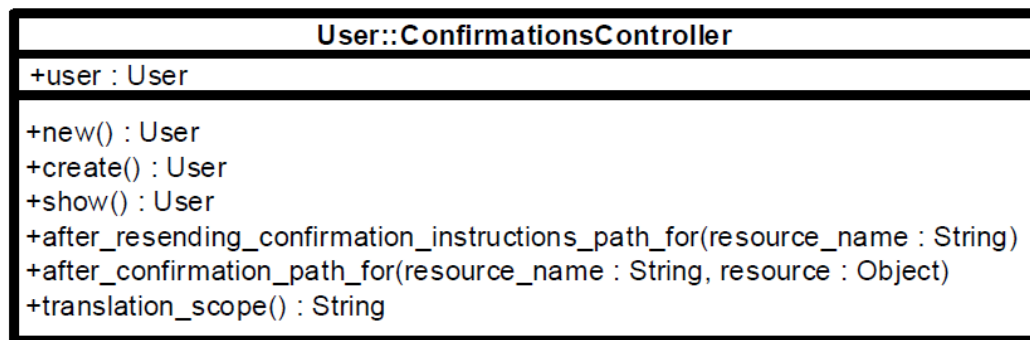 User::ConfirmationsController
+user : User
+new() : User
+create() : User
+show() : User
+after_resending_confirmation_instructions_path_for(resource_name : String)
+after_confirmation_path_for(resource_name : String, resource : Object)
+translation_scope() : String